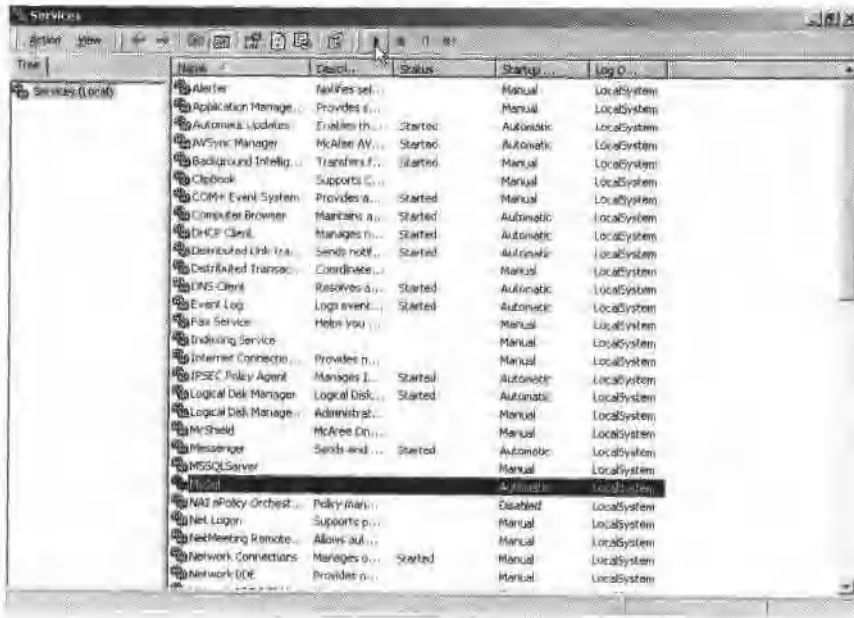 Services
Action View
Tree
Name Descri... Status Startup ... Log O...
Services (Local)
Alerter Notifies sel... Manual LocalSystem
Application Manage... Provides s... Manual LocalSystem
Automatic Updates Enables th... Started Automatic LocalSystem
AVSync Manager McAfee AV... Started Automatic LocalSystem
Background Intellig... Transfers f... Started Manual LocalSystem
ClipBook Supports C... Manual LocalSystem
COM+ Event System Provides a... Started Manual LocalSystem
Computer Browser Maintains a... Started Automatic LocalSystem
DHCP Client Manages n... Started Automatic LocalSystem
Distributed Link Tra... Sends notif... Started Automatic LocalSystem
Distributed Transac... Coordinate... Manual LocalSystem
DNS Client Resolves a... Started Automatic LocalSystem
Event Log Logs event... Started Automatic LocalSystem
Fax Service Helps you ... Manual LocalSystem
Indexing Service Manual LocalSystem
Internet Connectio... Provides n... Manual LocalSystem
IPSEC Policy Agent Manages I... Started Automatic LocalSystem
Logical Disk Manager Logical Disk... Started Automatic LocalSystem
Logical Disk Manage... Administrat... Manual LocalSystem
McShield McAfee On... Manual LocalSystem
Messenger Sends and ... Started Automatic LocalSystem
MSSQLServer Manual LocalSystem
MySql Automatic LocalSystem
NAI ePolicy Orchest... Policy man... Disabled LocalSystem
Net Logon Supports p... Manual LocalSystem
NetMeeting Remote... Allows aut... Manual LocalSystem
Network Connections Manages o... Started Manual LocalSystem
Network DDE Provides n... Manual LocalSystem